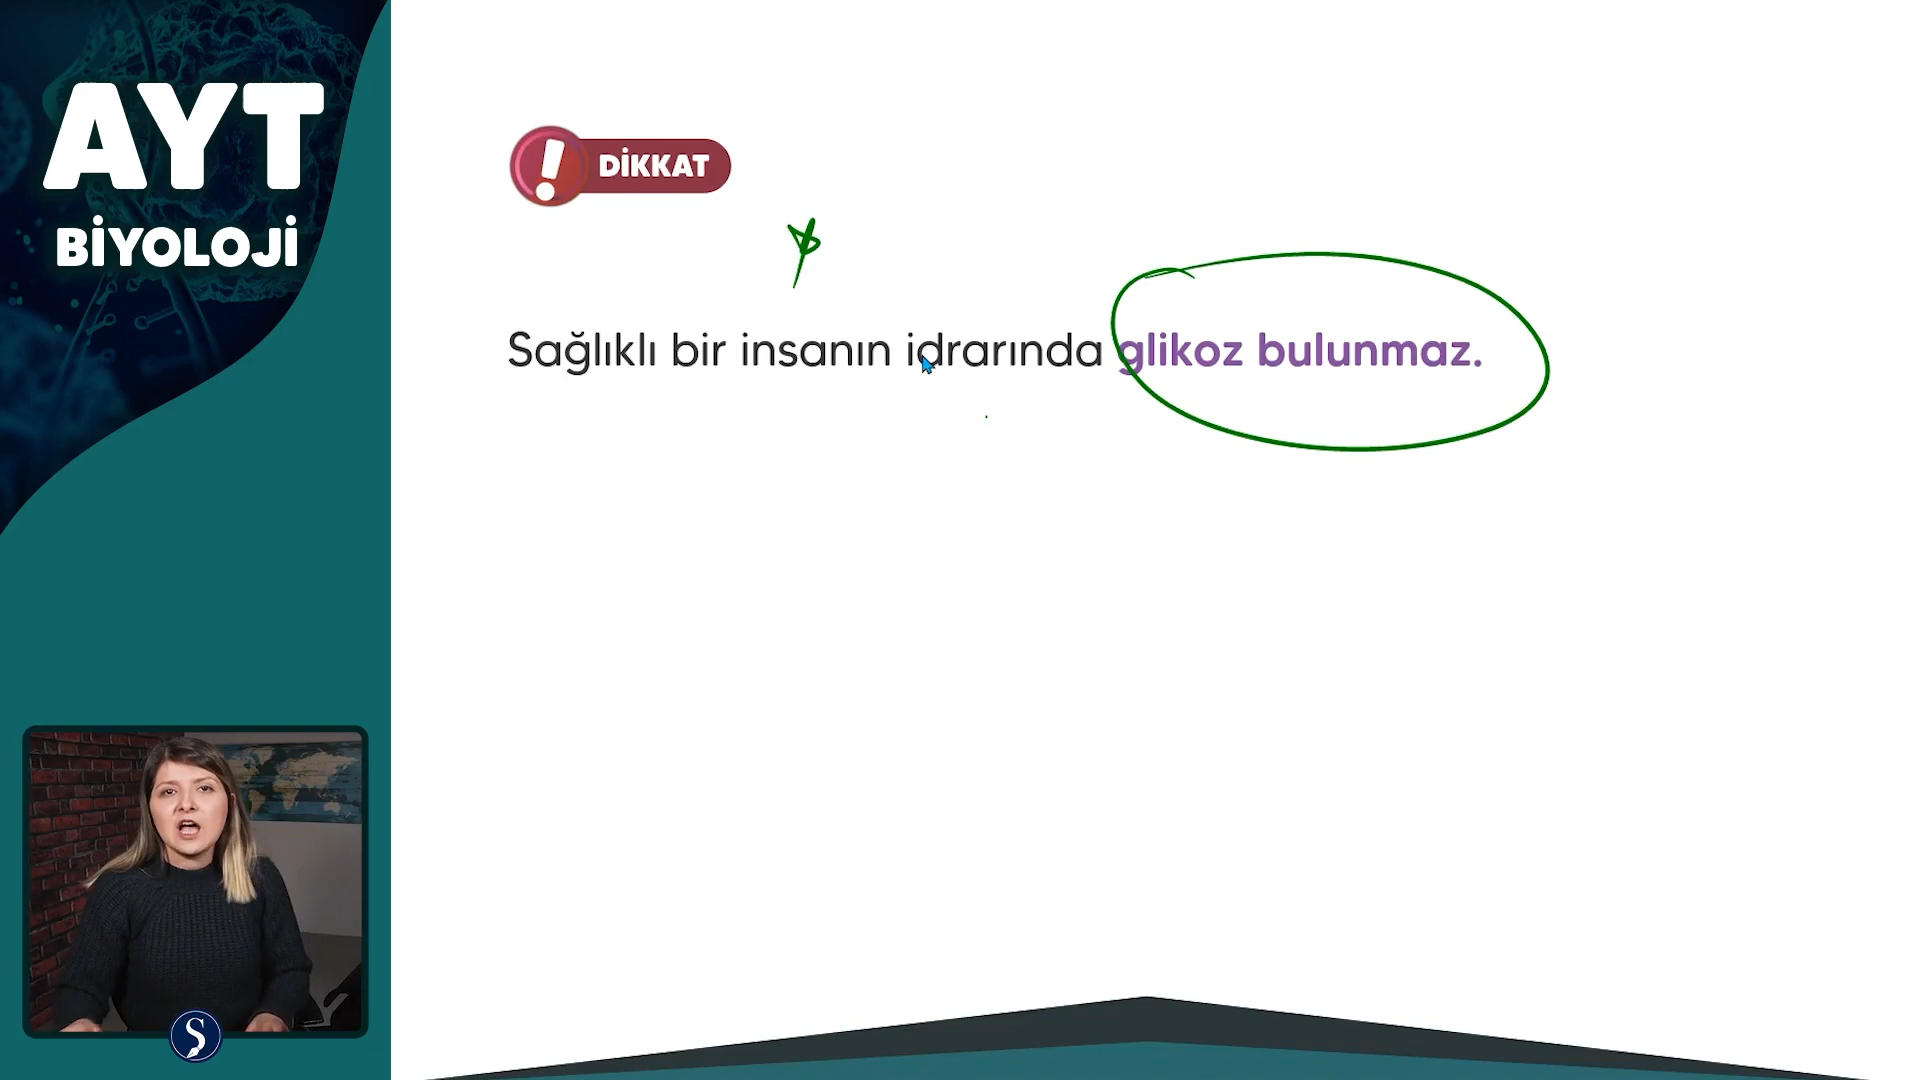 AYT
BİYOLOJİ
DİKKAT
Sağlıklı bir insanın idrarında glikoz bulunmaz.